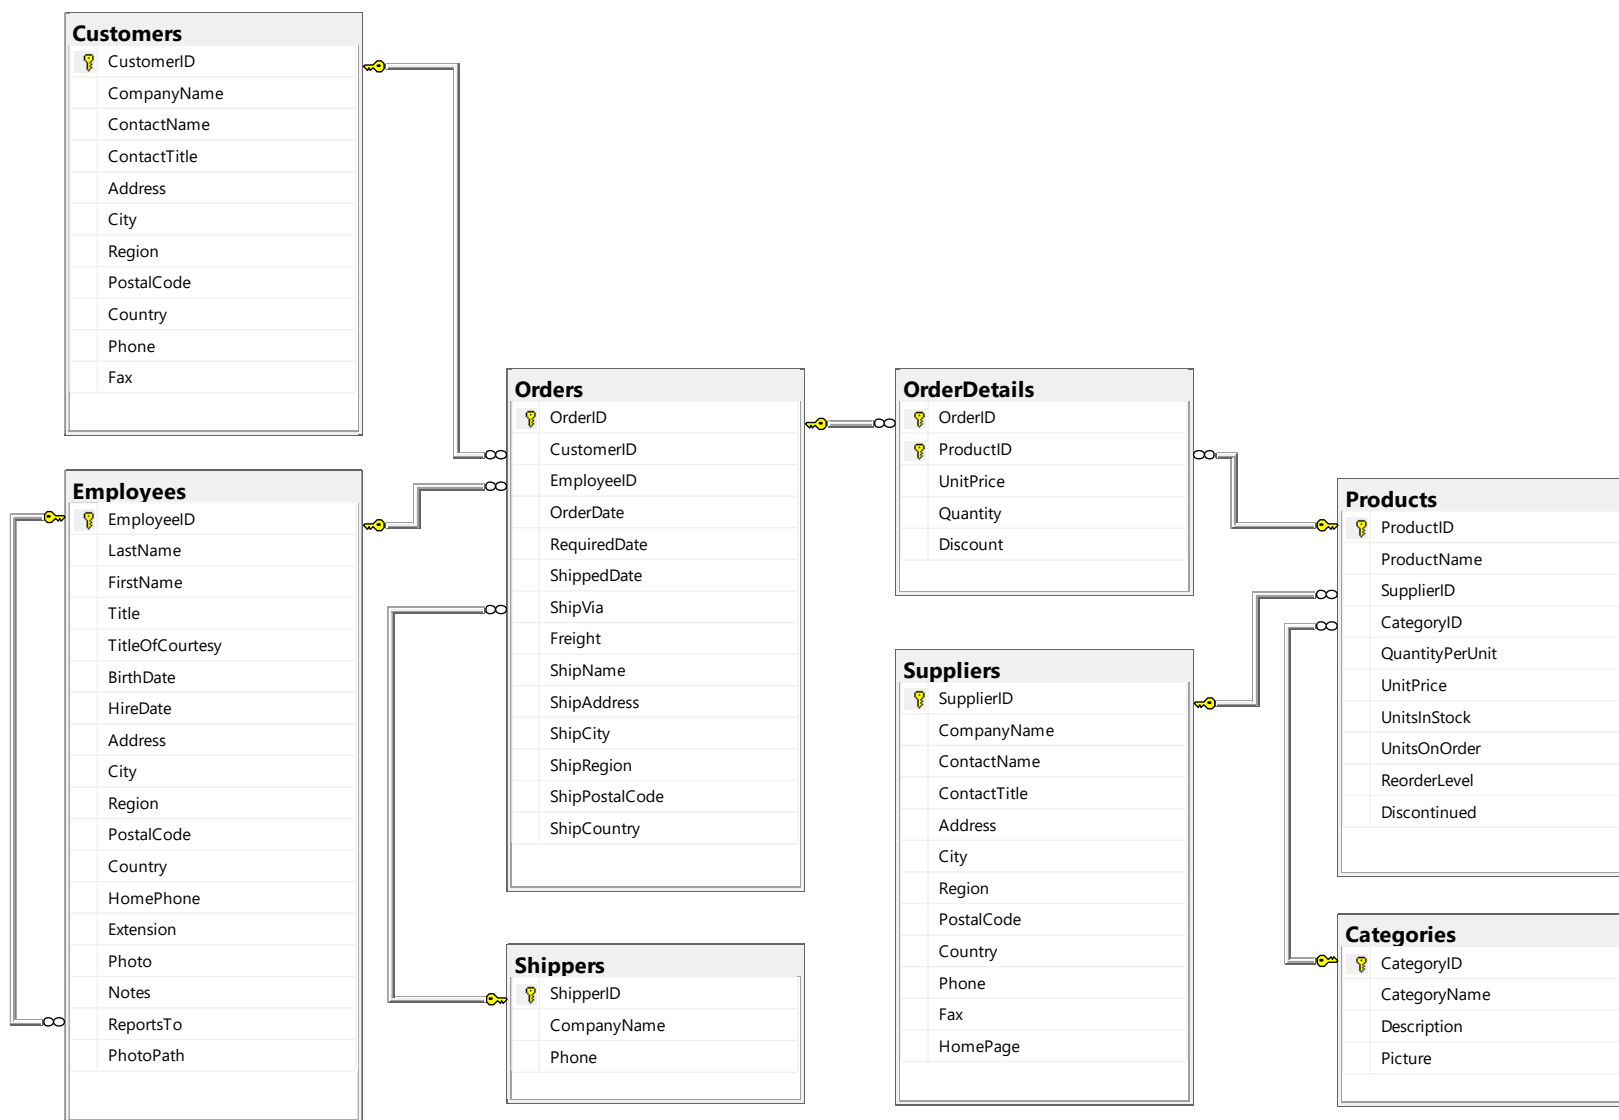 Customers
CustomerID
CompanyName
ContactName
ContactTitle
Address
City
Region
PostalCode
Country
Phone
Fax
Employees
EmployeeID
LastName
FirstName
Title
TitleOfCourtesy
BirthDate
HireDate
Address
City
Region
PostalCode
Country
HomePhone
Extension
Photo
Notes
ReportsTo
PhotoPath
Orders
OrderID
CustomerID
EmployeeID
OrderDate
RequiredDate
ShippedDate
ShipVia
Freight
ShipName
ShipAddress
ShipCity
ShipRegion
ShipPostalCode
ShipCountry
Shippers
ShipperID
CompanyName
Phone
OrderDetails
OrderID
ProductID
UnitPrice
Quantity
Discount
Suppliers
SupplierID
CompanyName
ContactName
ContactTitle
Address
City
Region
PostalCode
Country
Phone
Fax
HomePage
Products
ProductID
ProductName
SupplierID
CategoryID
QuantityPerUnit
UnitPrice
UnitsInStock
UnitsOnOrder
ReorderLevel
Discontinued
Categories
CategoryID
CategoryName
Description
Picture